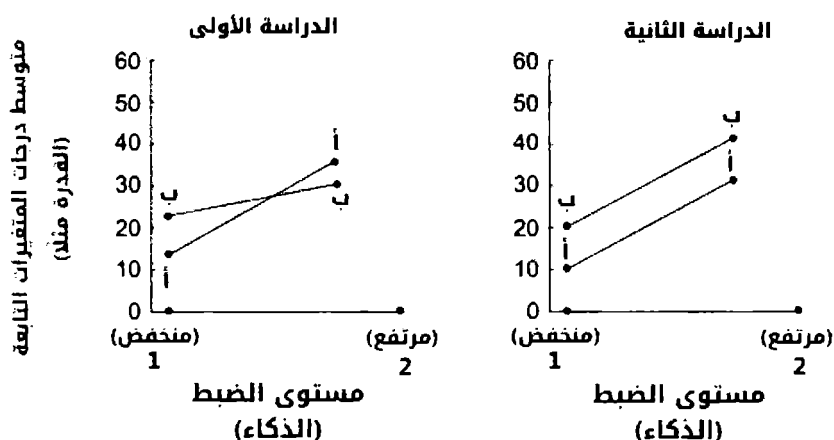 الدراسة الأولى
الدراسة الثانية
متوسط درجات المتغيرات التابعة
(القدرة مثلًا)
60
50
40
30
20
10
0
أ
ب
ب
أ
(منخفض)
1
(مرتفع)
2
مستوى الضبط
(الذكاء)
60
50
40
30
20
10
0
ب
أ
ب
أ
(منخفض)
1
(مرتفع)
2
مستوى الضبط
(الذكاء)